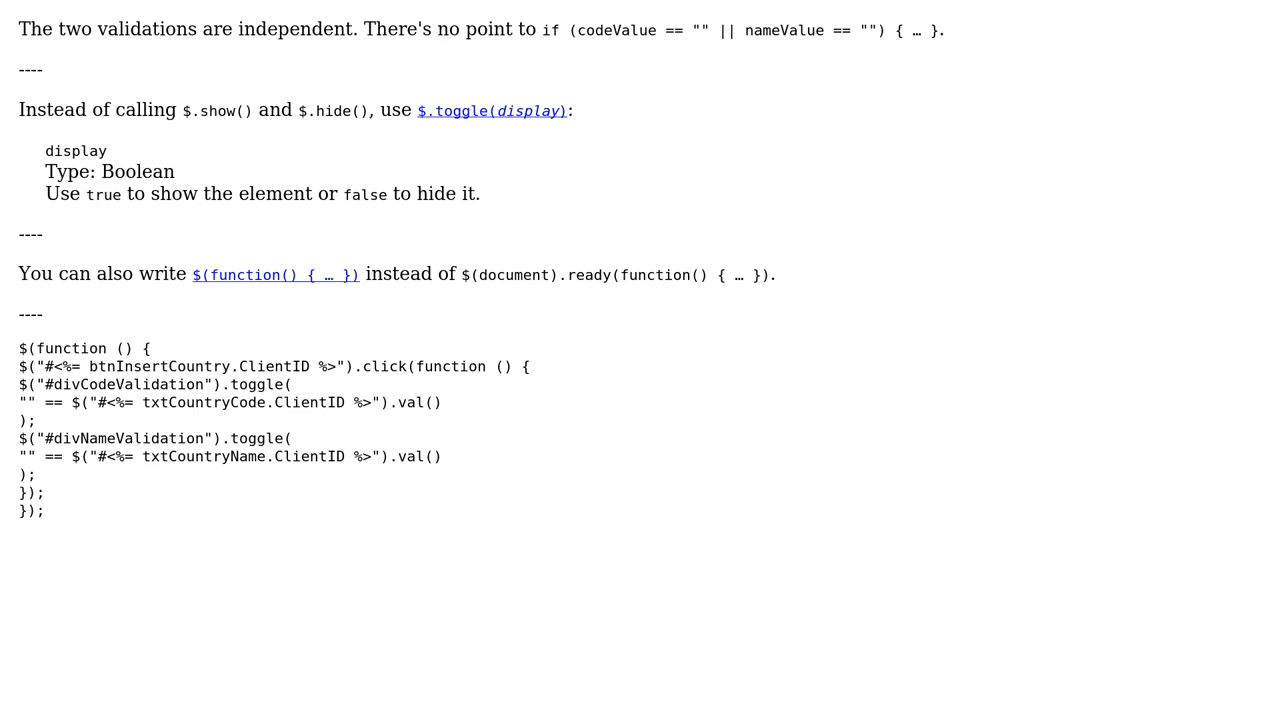 The two validations are independent. There's no point to if (codeValue == "" || nameValue == "") { … }.
----
Instead of calling $.show() and $.hide(), use $.toggle(display):
display
Type: Boolean
Use true to show the element or false to hide it.
----
You can also write $(function() { … }) instead of $(document).ready(function() { … }).
----
$(function () {
$("#<%= btnInsertCountry.ClientID %>").click(function () {
$("#divCodeValidation").toggle(
"" == $("#<%= txtCountryCode.ClientID %>").val()
);
$("#divNameValidation").toggle(
"" == $("#<%= txtCountryName.ClientID %>").val()
);
});
});